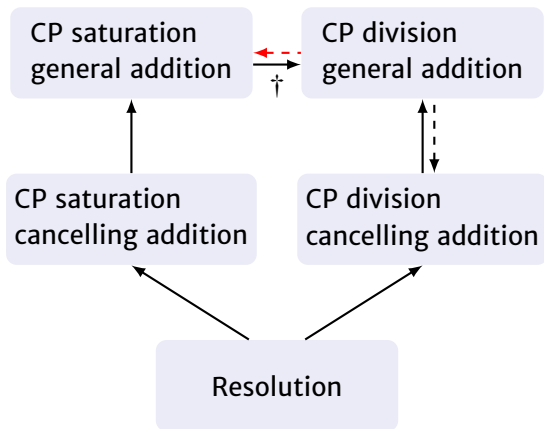 CP saturation
general addition
CP division
general addition
†
CP saturation
cancelling addition
CP division
cancelling addition
Resolution